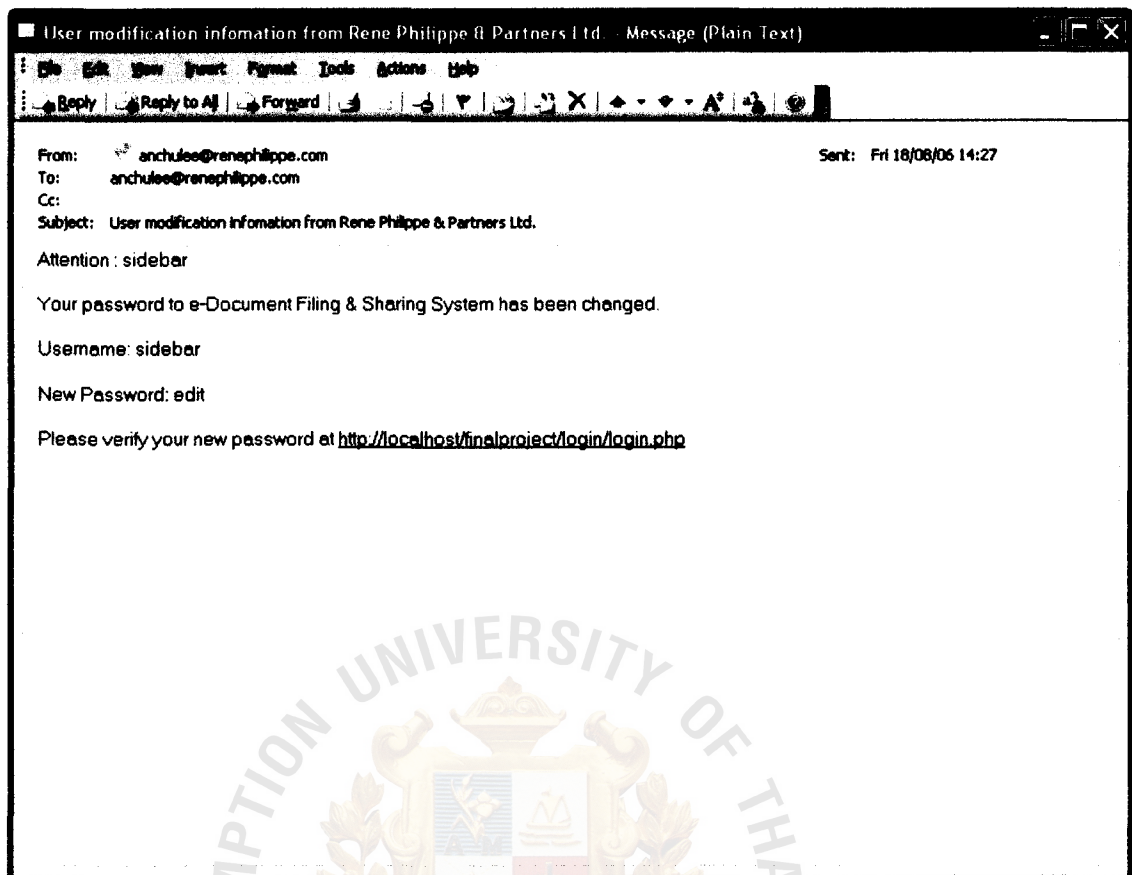 User modification infomation from Rene Philippe & Partners Ltd. - Message (Plain Text)
File Edit View Insert Format Tools Actions Help
Reply Reply to All Forward
From: anchulee@renephilippe.com Sent: Fri 18/08/06 14:27
To: anchulee@renephilippe.com
Cc:
Subject: User modification infomation from Rene Philippe & Partners Ltd.
Attention : sidebar
Your password to e-Document Filing & Sharing System has been changed.
Username: sidebar
New Password: edit
Please verify your new password at http://localhost/finalproject/login/login.php
UNIVERSITY OF